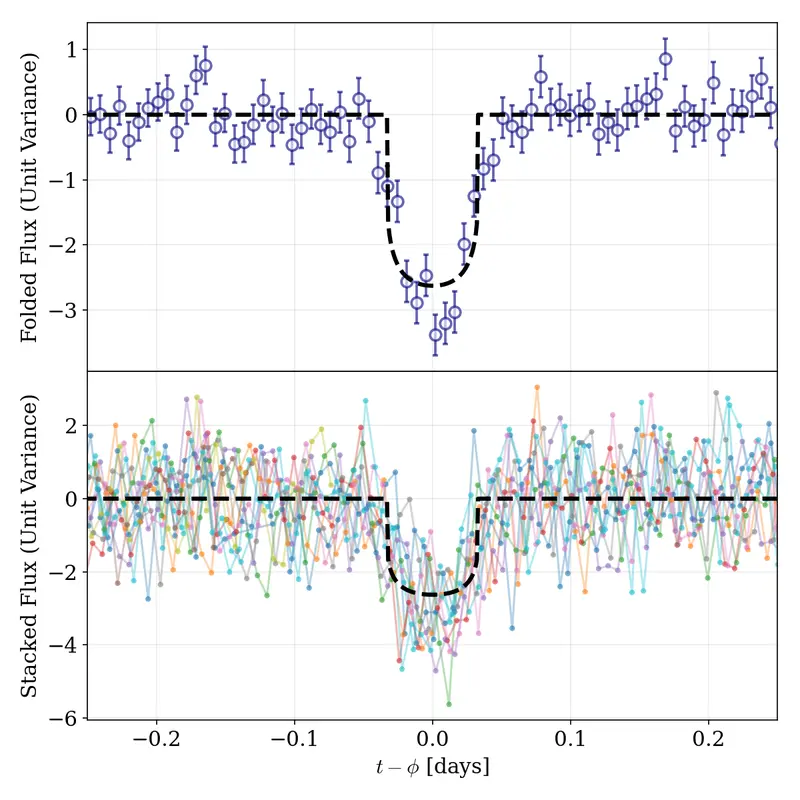 Folded Flux (Unit Variance)
1
0
−1
−2
−3
Stacked Flux (Unit Variance)
2
0
−2
−4
−6
−0.2 −0.1 0.0 0.1 0.2
t − ϕ [days]